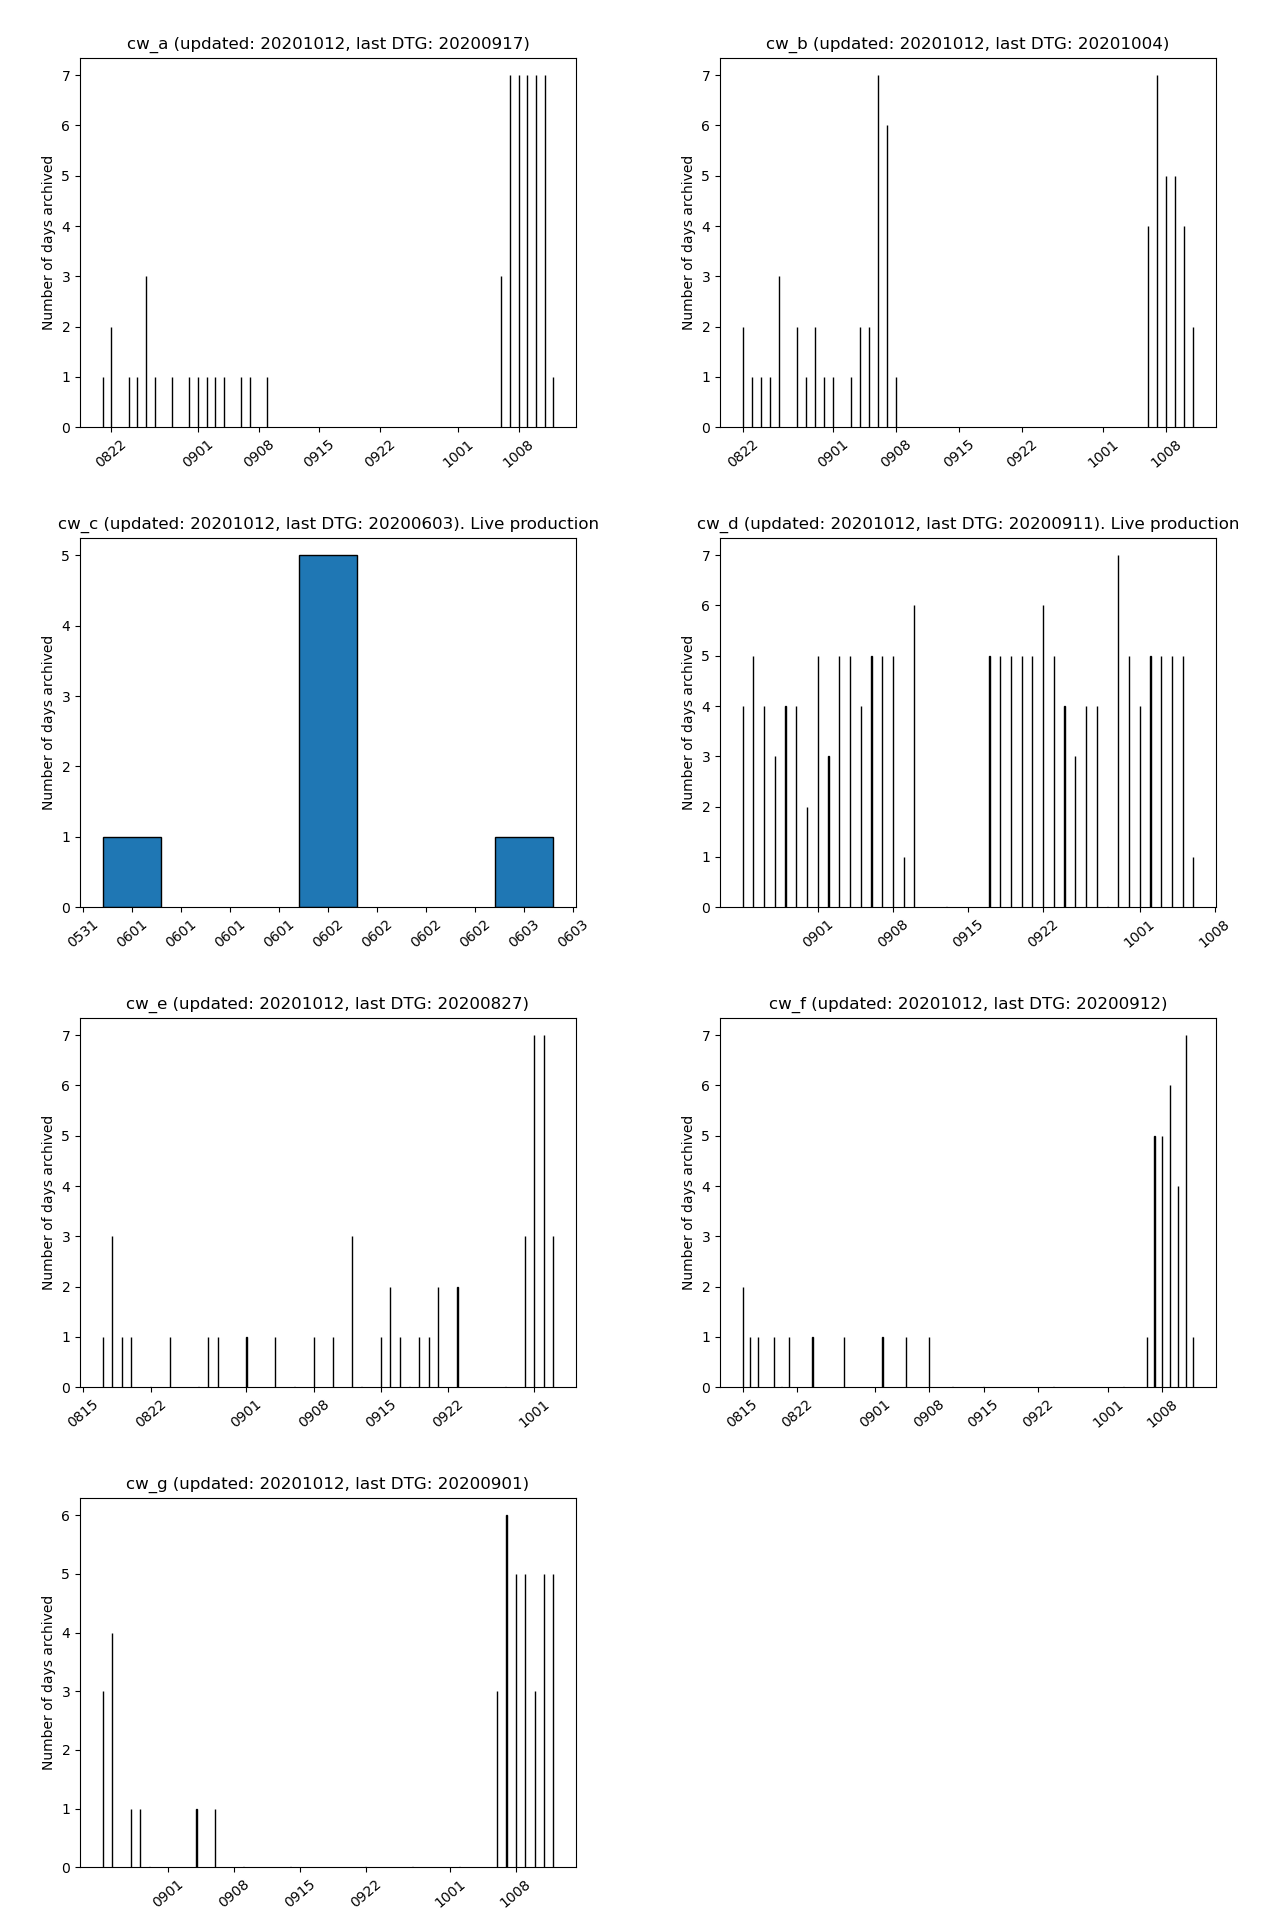 cw_a (updated: 20201012, last DTG: 20200917)
Number of days archived
7
6
5
4
3
2
1
0
0822 0901 0908 0915 0922 1001 1008
cw_b (updated: 20201012, last DTG: 20201004)
Number of days archived
7
6
5
4
3
2
1
0
0822 0901 0908 0915 0922 1001 1008
cw_c (updated: 20201012, last DTG: 20200603). Live production
Number of days archived
5
4
3
2
1
0
0531 0601 0601 0601 0601 0602 0602 0602 0602 0603 0603
cw_d (updated: 20201012, last DTG: 20200911). Live production
Number of days archived
7
6
5
4
3
2
1
0
0901 0908 0915 0922 1001 1008
cw_e (updated: 20201012, last DTG: 20200827)
Number of days archived
7
6
5
4
3
2
1
0
0815 0822 0901 0908 0915 0922 1001
cw_f (updated: 20201012, last DTG: 20200912)
Number of days archived
7
6
5
4
3
2
1
0
0815 0822 0901 0908 0915 0922 1001 1008
cw_g (updated: 20201012, last DTG: 20200901)
Number of days archived
6
5
4
3
2
1
0
0901 0908 0915 0922 1001 1008